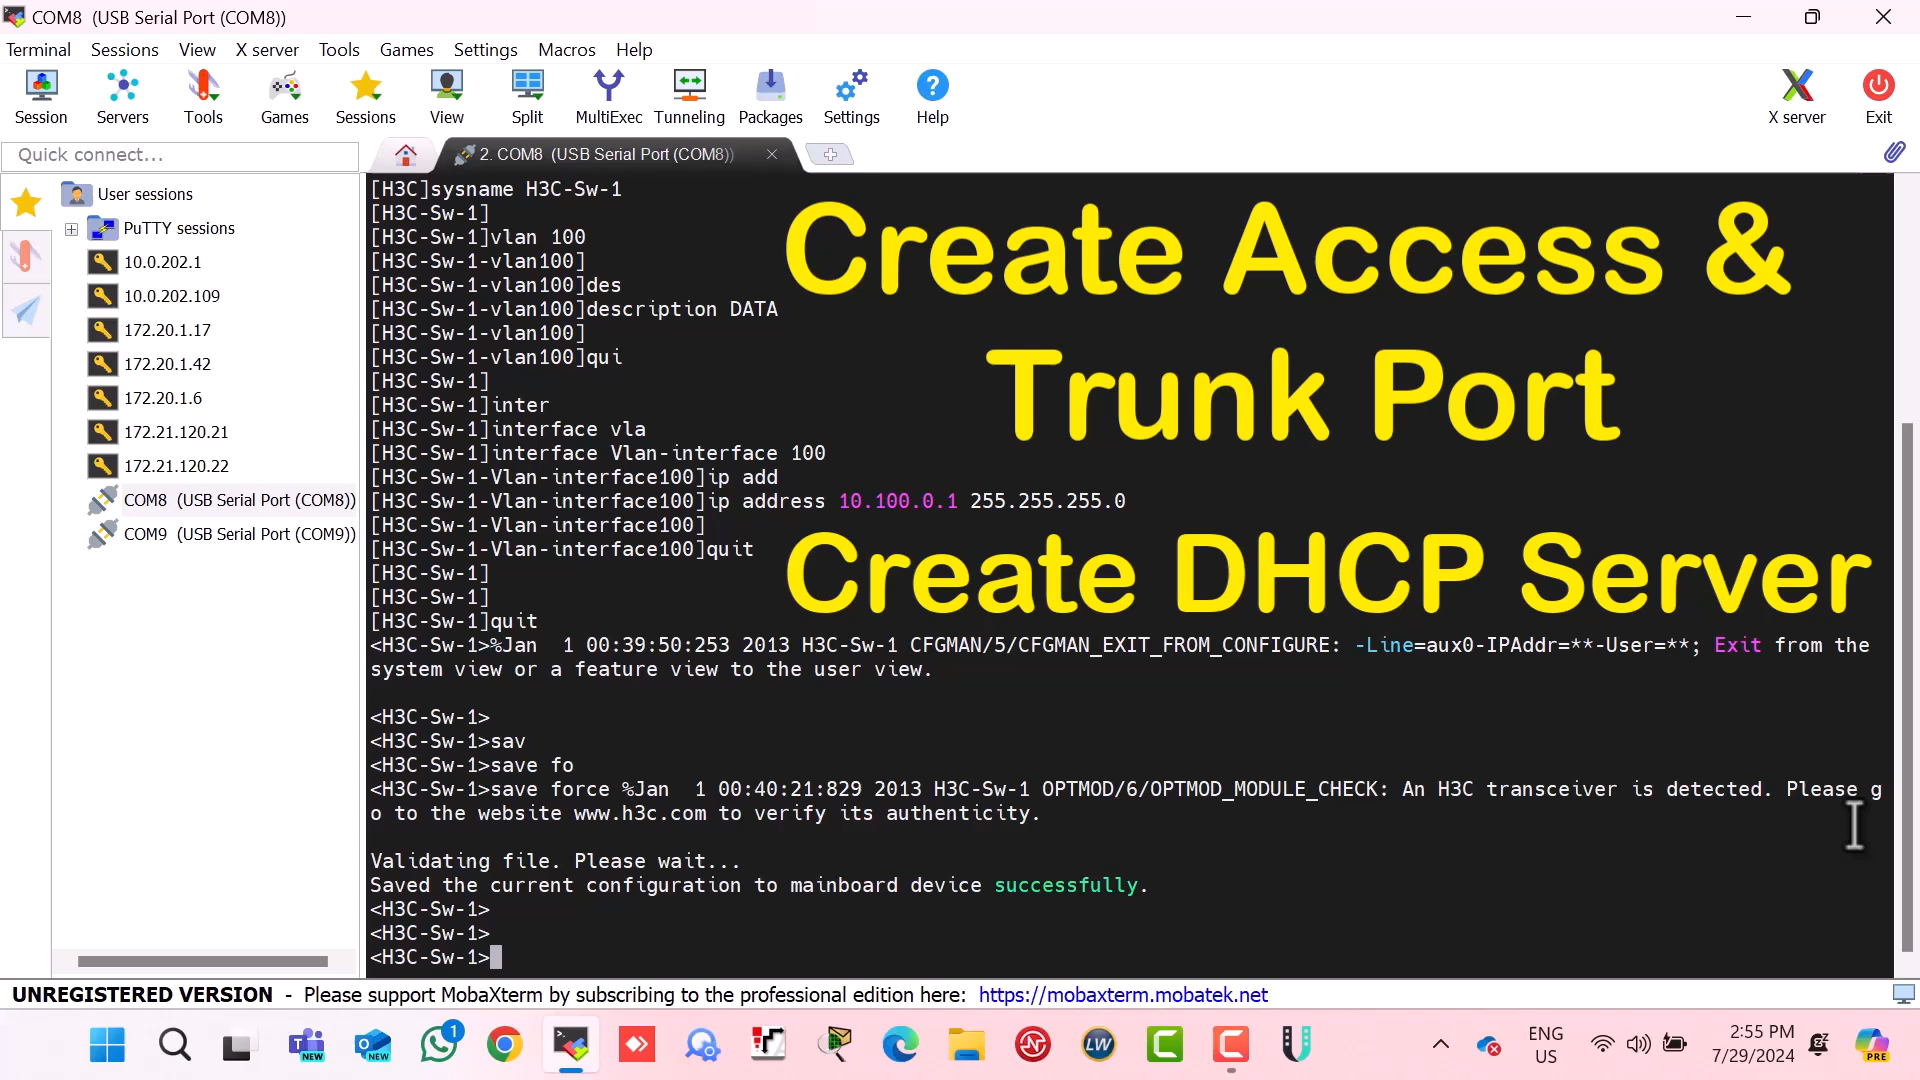 COM8 (USB Serial Port (COM8))
Terminal Sessions View X server Tools Games Settings Macros Help
Session Servers Tools Games Sessions View Split MultiExec Tunneling Packages Settings Help X server Exit
Quick connect...
2. COM8 (USB Serial Port (COM8))
User sessions
PuTTY sessions
10.0.202.1
10.0.202.109
172.20.1.17
172.20.1.42
172.20.1.6
172.21.120.21
172.21.120.22
COM8 (USB Serial Port (COM8))
COM9 (USB Serial Port (COM9))
[H3C]sysname H3C-Sw-1
[H3C-Sw-1]
[H3C-Sw-1]vlan 100
[H3C-Sw-1-vlan100]
[H3C-Sw-1-vlan100]des
[H3C-Sw-1-vlan100]description DATA
[H3C-Sw-1-vlan100]
[H3C-Sw-1-vlan100]qui
[H3C-Sw-1]
[H3C-Sw-1]inter
[H3C-Sw-1]interface vla
[H3C-Sw-1]interface Vlan-interface 100
[H3C-Sw-1-Vlan-interface100]ip add
[H3C-Sw-1-Vlan-interface100]ip address 10.100.0.1 255.255.255.0
[H3C-Sw-1-Vlan-interface100]
[H3C-Sw-1-Vlan-interface100]quit
[H3C-Sw-1]
[H3C-Sw-1]
[H3C-Sw-1]quit
<H3C-Sw-1>%Jan 1 00:39:50:253 2013 H3C-Sw-1 CFGMAN/5/CFGMAN_EXIT_FROM_CONFIGURE: -Line=aux0-IPAddr=**-User=**; Exit from the
system view or a feature view to the user view.
<H3C-Sw-1>
<H3C-Sw-1>sav
<H3C-Sw-1>save fo
<H3C-Sw-1>save force %Jan 1 00:40:21:829 2013 H3C-Sw-1 OPTMOD/6/OPTMOD_MODULE_CHECK: An H3C transceiver is detected. Please g
o to the website www.h3c.com to verify its authenticity.
Validating file. Please wait...
Saved the current configuration to mainboard device successfully.
<H3C-Sw-1>
<H3C-Sw-1>
<H3C-Sw-1>
Create Access &
Trunk Port
Create DHCP Server
UNREGISTERED VERSION - Please support MobaXterm by subscribing to the professional edition here: https://mobaxterm.mobatek.net
NEW
NEW
1
LW
C
C
ENG
US
2:55 PM
7/29/2024
PRE